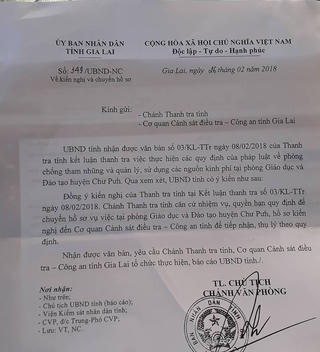 ỦY BAN NHÂN DÂN
TỈNH GIA LAI
CỘNG HÒA XÃ HỘI CHỦ NGHĨA VIỆT NAM
Độc lập - Tự do - Hạnh phúc
Số: /UBND-NC
V/v kiến nghị và chuyển hồ sơ
Gia Lai, ngày 26 tháng 02 năm 2018
Kính gửi:
- Chánh Thanh tra tỉnh
- Cơ quan Cảnh sát điều tra – Công an tỉnh Gia Lai
UBND tỉnh nhận được văn bản số 03/KL-TTr ngày 08/02/2018 của Thanh
tra tỉnh kết luận thanh tra việc thực hiện các quy định của pháp luật về phòng
chống tham nhũng và quản lý, sử dụng các nguồn kinh phí tại phòng Giáo dục và
Đào tạo huyện Chư Pưh. Qua xem xét, UBND tỉnh có ý kiến như sau:
Đồng ý kiến nghị của Thanh tra tỉnh tại Kết luận thanh tra số 03/KL-TTr
ngày 08/02/2018. Chánh Thanh tra tỉnh căn cứ nhiệm vụ, quyền hạn quy định để
chuyển hồ sơ vụ việc tại phòng Giáo dục và Đào tạo huyện Chư Pưh, hồ sơ kiến
nghị đến Cơ quan Cảnh sát điều tra – Công an tỉnh để tiếp nhận, thụ lý theo quy
định.
Nhận được văn bản, yêu cầu Chánh Thanh tra tỉnh, Cơ quan Cảnh sát điều
tra – Công an tỉnh Gia Lai tổ chức thực hiện, báo cáo UBND tỉnh./.
Nơi nhận:
- Như trên;
- Chủ tịch UBND tỉnh (báo cáo);
- Viện Kiểm sát nhân dân tỉnh;
- CVP, đ/c Trung-Phó CVP,
- Lưu: VT, NC.
TL. CHỦ TỊCH
CHÁNH VĂN PHÒNG